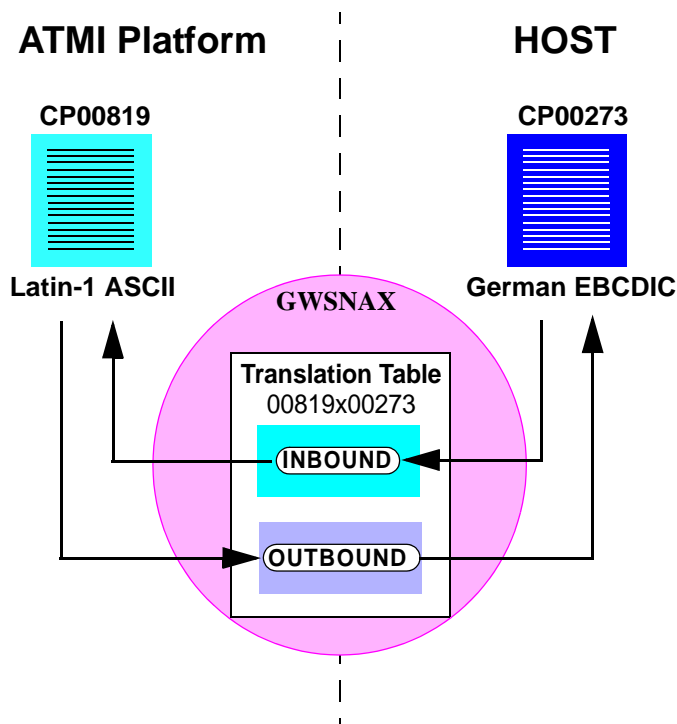 ATMI Platform
HOST
CP00819
CP00273
Latin-1 ASCII
German EBCDIC
GWSNAX
Translation Table
00819x00273
INBOUND
OUTBOUND